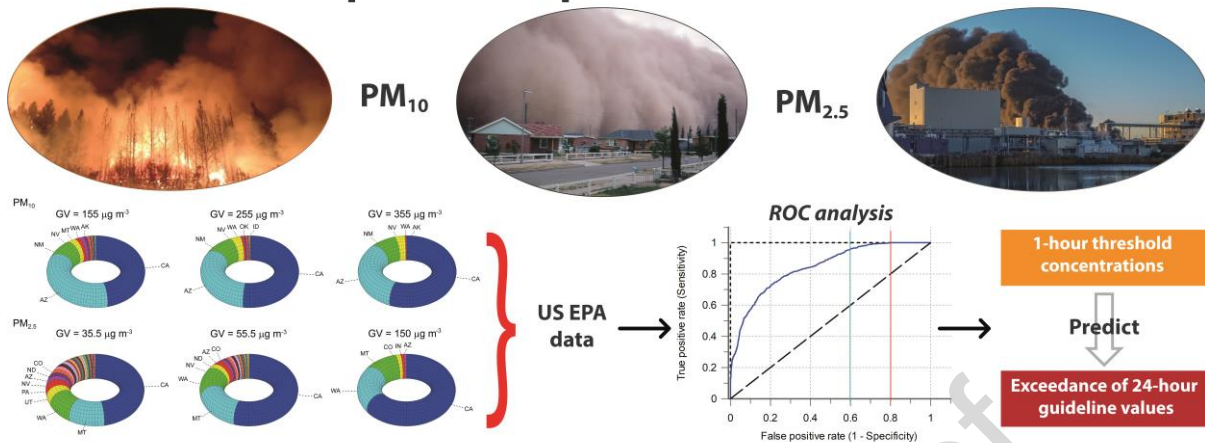 PM10
PM2.5
PM10
GV = 155 µg m-3
GV = 255 µg m-3
GV = 355 µg m-3
NV MT WA AK
NM
AZ
CA
NV WA OK ID
NM
AZ
CA
NV WA AK
NM
AZ
CA
PM2.5
GV = 35.5 µg m-3
GV = 55.5 µg m-3
GV = 150 µg m-3
CO
ND
AZ
NV
PA
UT
WA
MT
CA
CO
AZ
ND
NV
WA
MT
CA
CO IN AZ
MT
WA
CA
US EPA
data
ROC analysis
True positive rate (Sensitivity)
1
0.8
0.6
0.4
0.2
0
0 0.2 0.4 0.6 0.8 1
False positive rate (1 - Specificity)
1-hour threshold
concentrations
Predict
Exceedance of 24-hour
guideline values